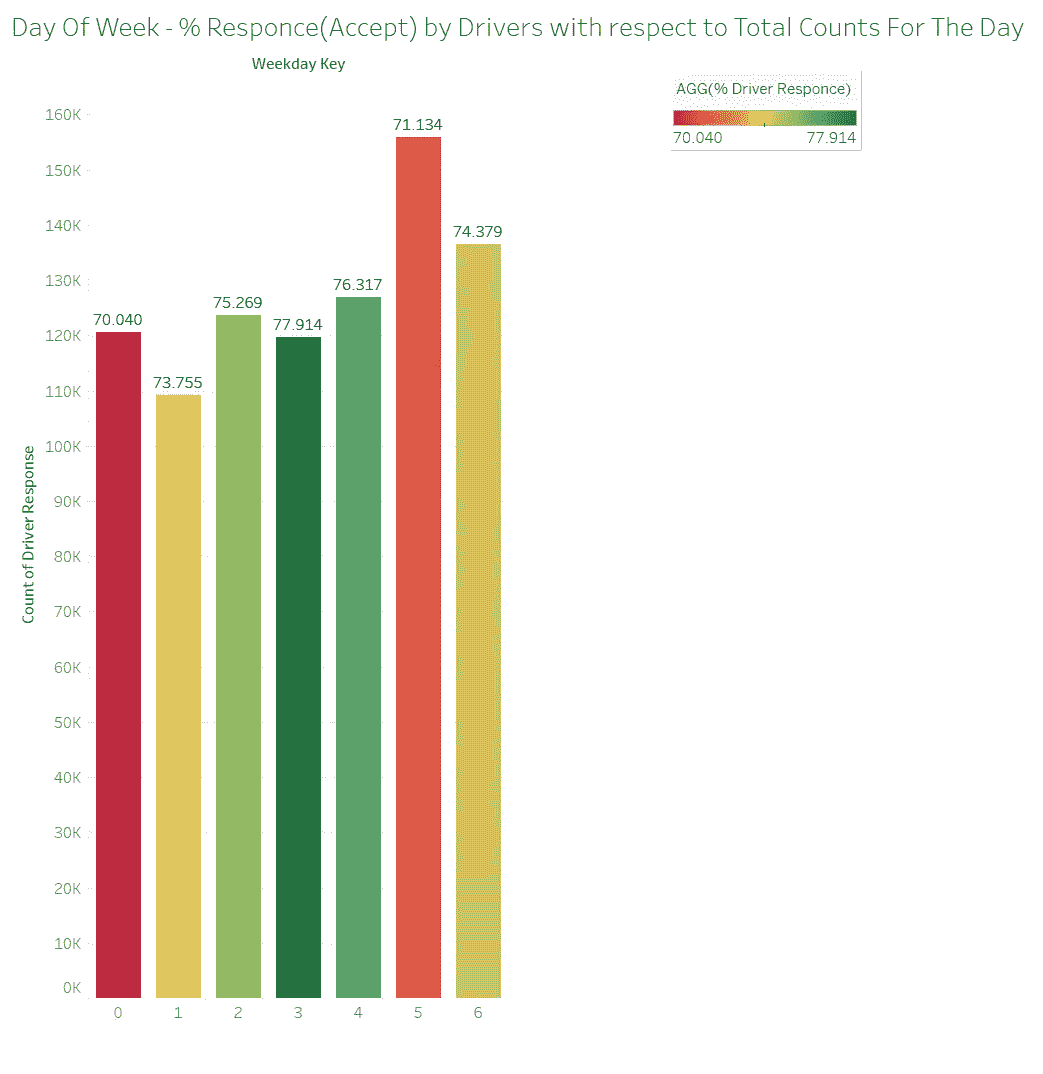 Day Of Week - % Responce(Accept) by Drivers with respect to Total Counts For The Day
Weekday Key
AGG(% Driver Responce)
70.040 77.914
160K
150K
140K
130K
120K
110K
100K
90K
80K
70K
60K
50K
40K
30K
20K
10K
0K
Count of Driver Response
70.040
73.755
75.269
77.914
76.317
71.134
74.379
0 1 2 3 4 5 6